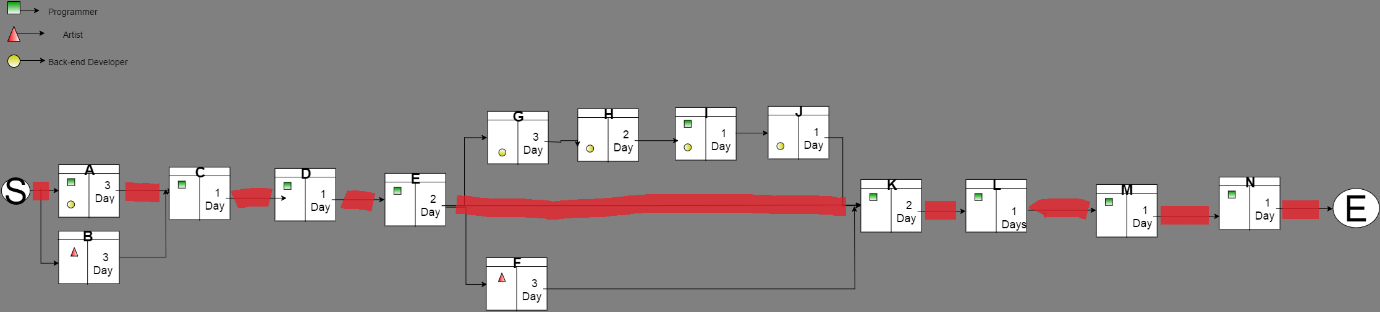 Programmer
Artist
Back-end Developer
G
3
Day
H
2
Day
I
1
Day
J
1
Day
S
A
3
Day
C
1
Day
D
1
Day
E
2
Day
K
2
Day
L
1
Days
M
1
Day
N
1
Day
E
B
3
Day
F
3
Day